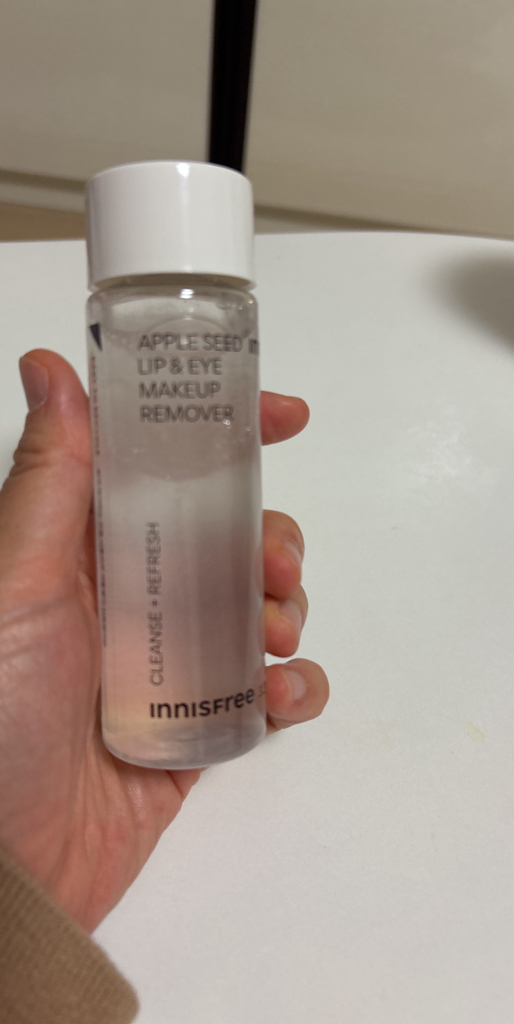 APPLE SEED
LIP & EYE
MAKEUP
REMOVER
CLEANSE + REFRESH
INNISFree